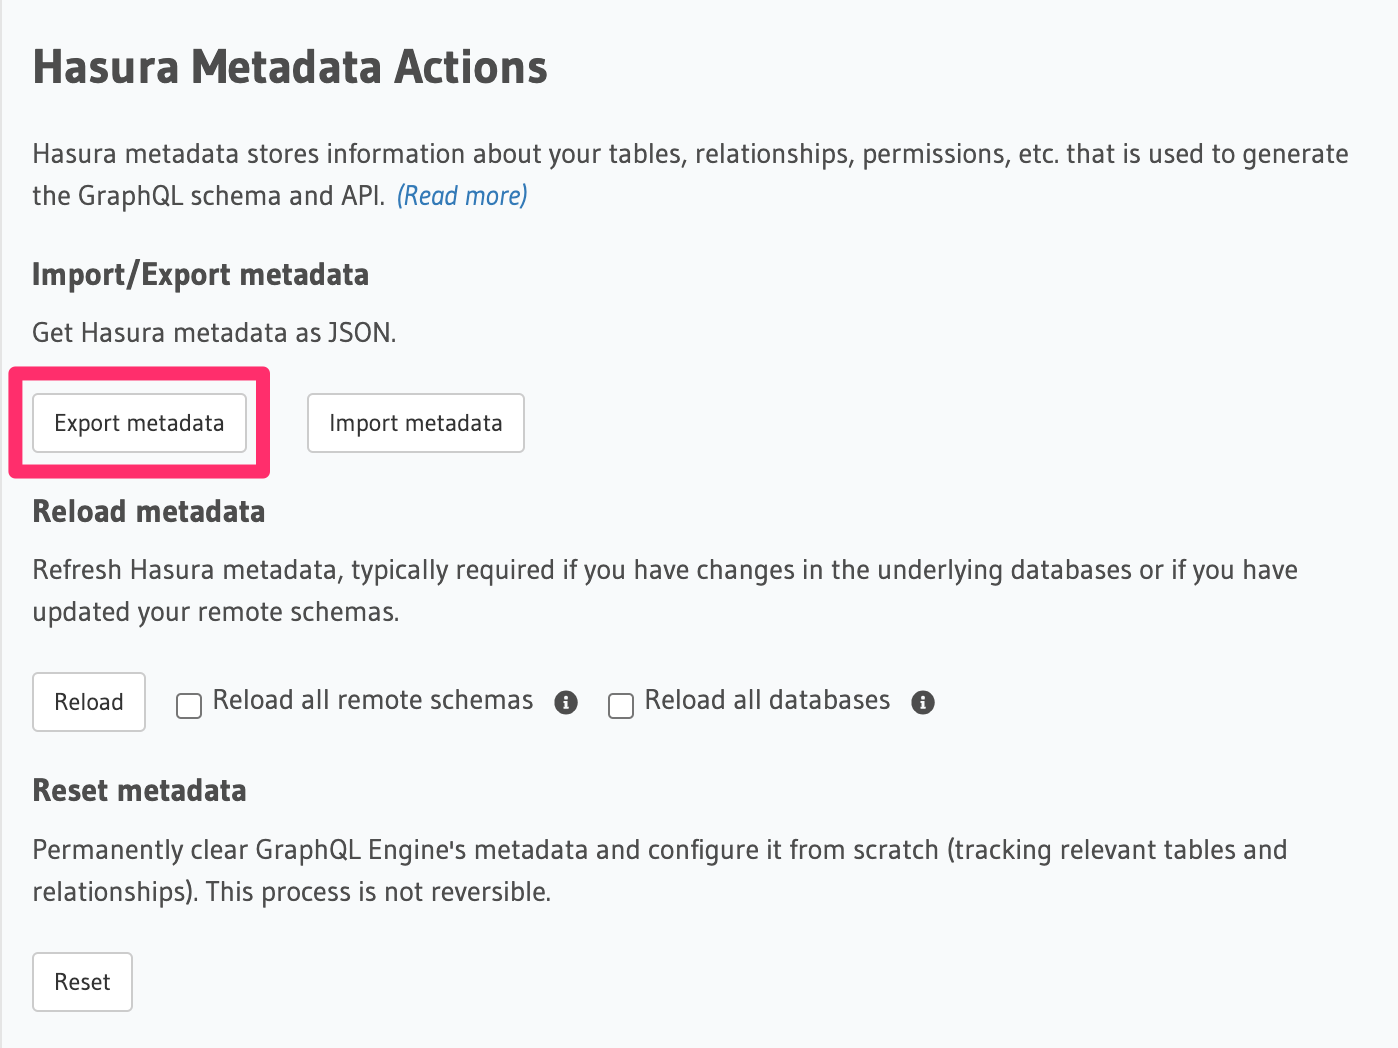 Hasura Metadata Actions
Hasura metadata stores information about your tables, relationships, permissions, etc. that is used to generate
the GraphQL schema and API. (Read more)
Import/Export metadata
Get Hasura metadata as JSON.
Export metadata Import metadata
Reload metadata
Refresh Hasura metadata, typically required if you have changes in the underlying databases or if you have
updated your remote schemas.
Reload Reload all remote schemas Reload all databases
Reset metadata
Permanently clear GraphQL Engine's metadata and configure it from scratch (tracking relevant tables and
relationships). This process is not reversible.
Reset